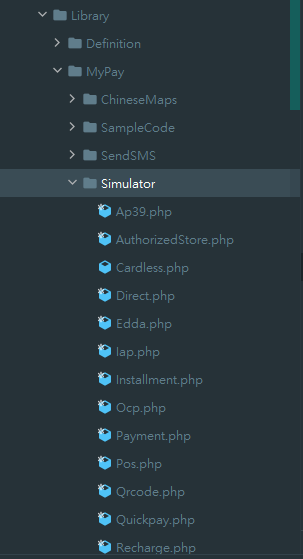 Library
Definition
MyPay
ChineseMaps
SampleCode
SendSMS
Simulator
Ap39.php
AuthorizedStore.php
Cardless.php
Direct.php
Edda.php
Iap.php
Installment.php
Ocp.php
Payment.php
Pos.php
Qrcode.php
Quickpay.php
Recharge.php